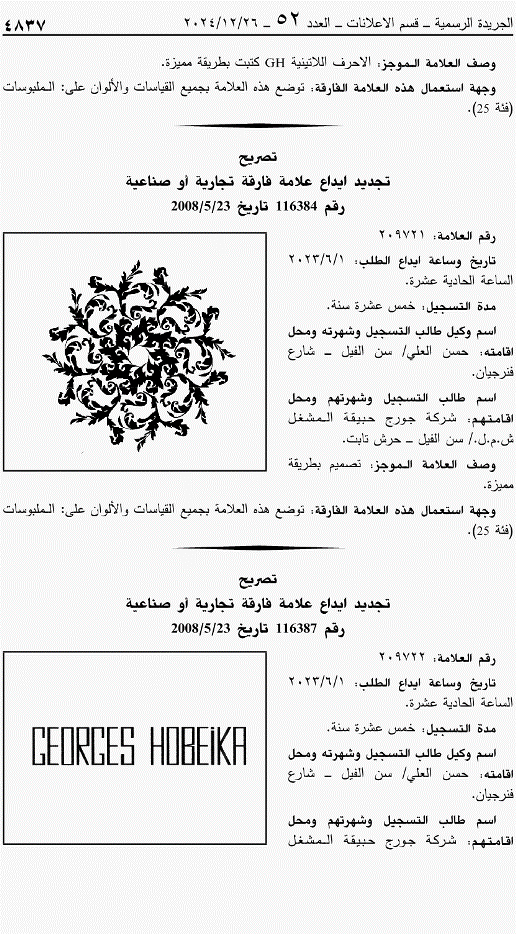 الجريدة الرسمية ـ قسم الاعلانات ـ العدد ٥٢ ـ ٢٠٢٤/١٢/٢٦
٤٨٣٧
وصف العلامة الموجز: الاحرف اللاتينية GH كتبت بطريقة مميزة.
وجهة استعمال هذه العلامة الفارقة: توضع هذه العلامة بجميع القياسات والألوان على: الملبوسات
(فئة 25).
تصريح
تجديد ايداع علامة فارقة تجارية أو صناعية
رقم 116384 تاريخ 2008/5/23
رقم العلامة: ٢٠٩٧٢١
تاريخ وساعة ايداع الطلب: ٢٠٢٣/٦/١
الساعة الحادية عشرة.
مدة التسجيل: خمس عشرة سنة.
اسم وكيل طالب التسجيل وشهرته ومحل
اقامته: حسن العلي/ سن الفيل ـ شارع
فنرجيان.
اسم طالب التسجيل وشهرتهم ومحل
اقامتهم: شركة جورج حبيقة المشغل
ش.م.ل./ سن الفيل ـ حرش تابت.
وصف العلامة الموجز: تصميم بطريقة
مميزة.
وجهة استعمال هذه العلامة الفارقة: توضع هذه العلامة بجميع القياسات والألوان على: الملبوسات
(فئة 25).
تصريح
تجديد ايداع علامة فارقة تجارية أو صناعية
رقم 116387 تاريخ 2008/5/23
رقم العلامة: ٢٠٩٧٢٢
تاريخ وساعة ايداع الطلب: ٢٠٢٣/٦/١
الساعة الحادية عشرة.
مدة التسجيل: خمس عشرة سنة.
اسم وكيل طالب التسجيل وشهرته ومحل
اقامته: حسن العلي/ سن الفيل ـ شارع
فنرجيان.
اسم طالب التسجيل وشهرتهم ومحل
اقامتهم: شركة جورج حبيقة المشغل
GEORGES HOBEiKA